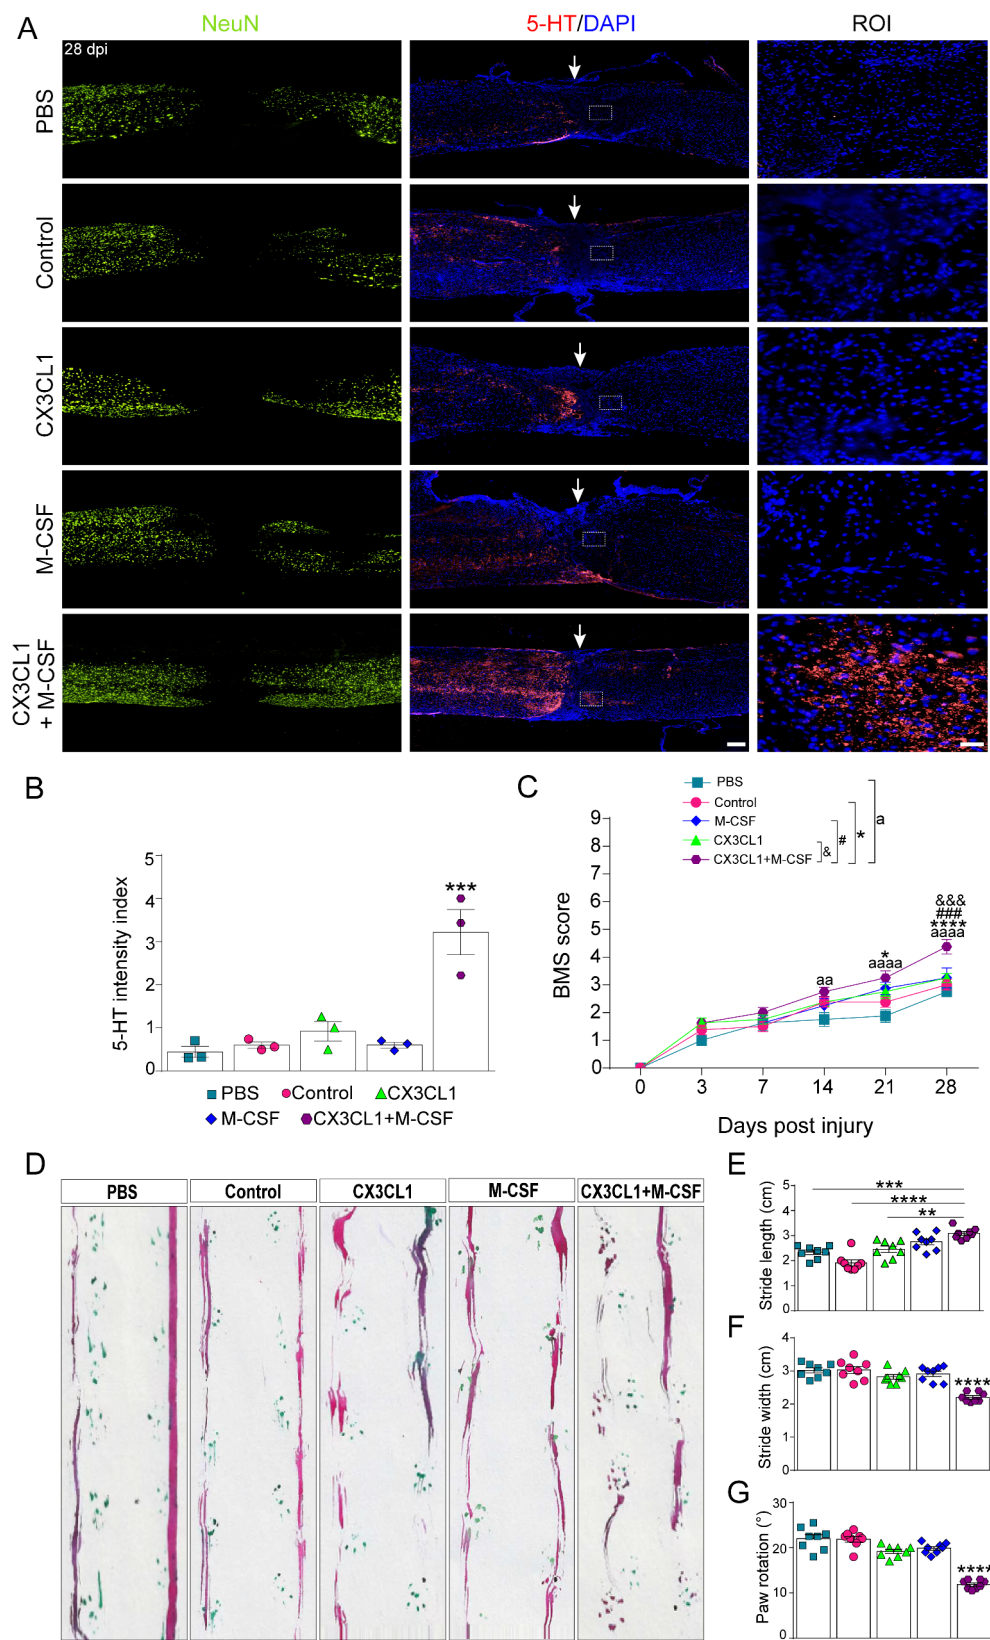 A
NeuN
5-HT/DAPI
ROI
28 dpi
PBS
Control
CX3CL1
M-CSF
CX3CL1
+ M-CSF
B
5-HT intensity index
5
4
3
2
1
0
***
PBS
Control
CX3CL1
M-CSF
CX3CL1+M-CSF
C
PBS
Control
M-CSF
CX3CL1
CX3CL1+M-CSF
&
#
*
a
BMS score
9
8
7
6
5
4
3
2
1
0
aa
*
aaaa
&&&
###
****
aaaa
0 3 7 14 21 28
Days post injury
D
PBS
Control
CX3CL1
M-CSF
CX3CL1+M-CSF
E
Stride length (cm)
5
4
3
2
1
0
***
****
**
F
Stride width (cm)
4
3
2
1
0
****
G
Paw rotation (°)
30
20
10
0
****